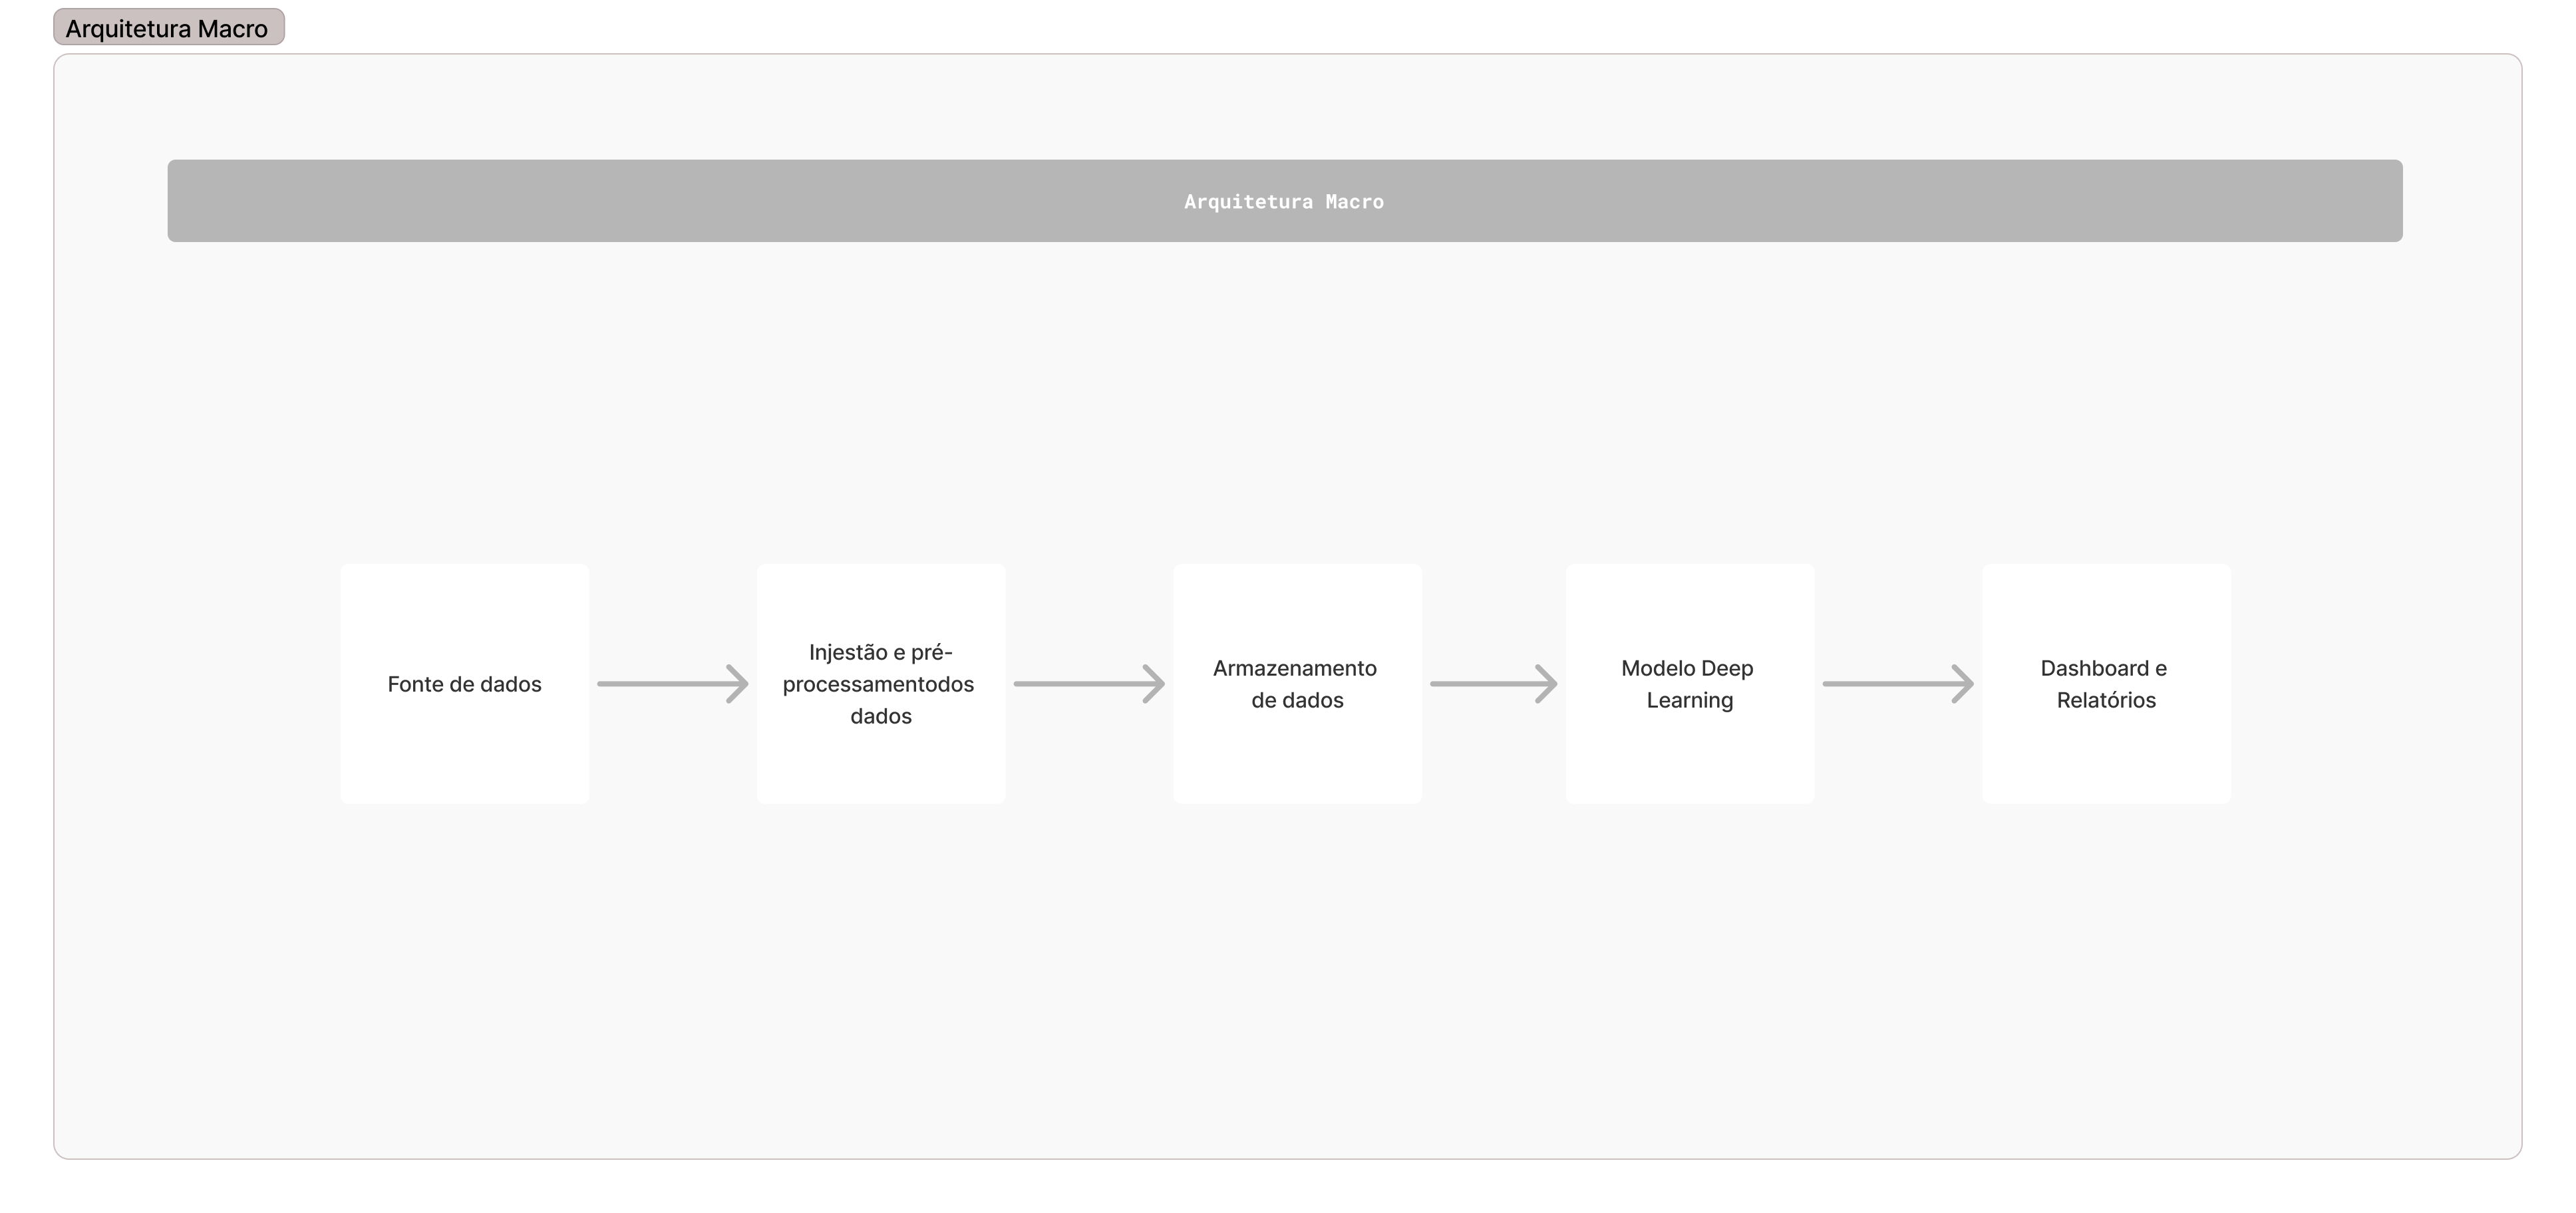 Arquitetura Macro
Arquitetura Macro
Fonte de dados
Injestão e pré-
processamentodos
dados
Armazenamento
de dados
Modelo Deep
Learning
Dashboard e
Relatórios